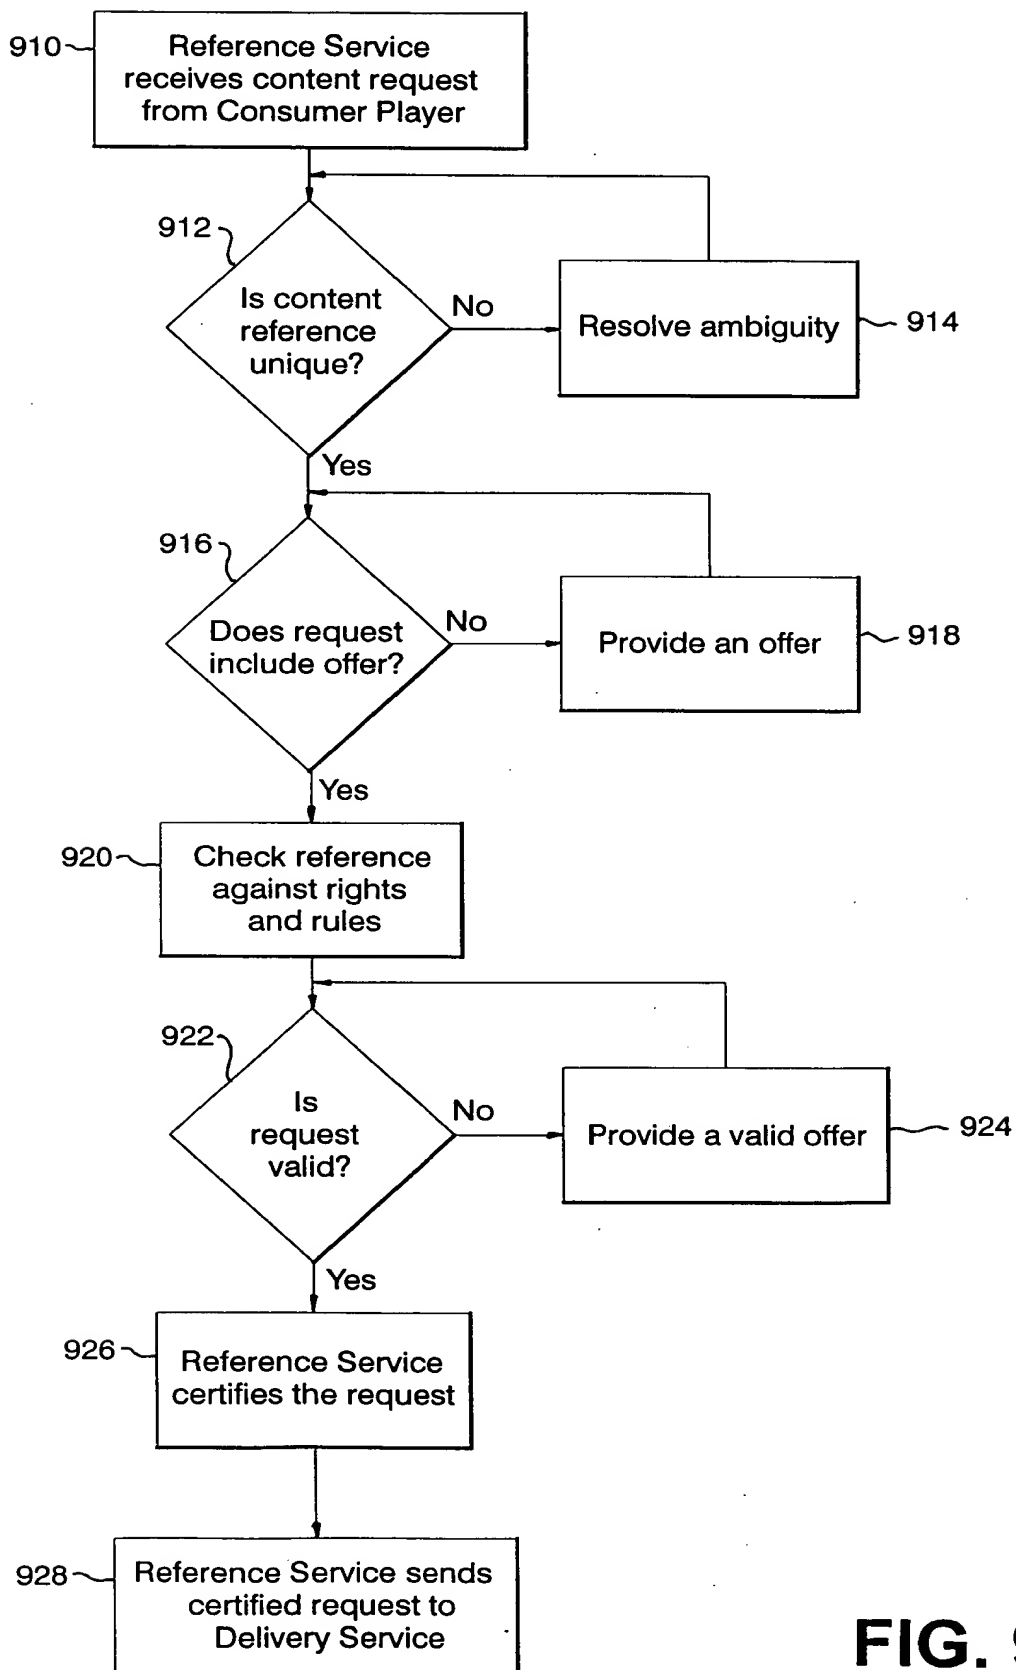 910
Reference Service
receives content request
from Consumer Player
912
Is content
reference
unique?
No
Resolve ambiguity
914
Yes
916
Does request
include offer?
No
Provide an offer
918
Yes
920
Check reference
against rights
and rules
922
Is
request
valid?
No
Provide a valid offer
924
Yes
926
Reference Service
certifies the request
928
Reference Service sends
certified request to
Delivery Service
FIG. 9